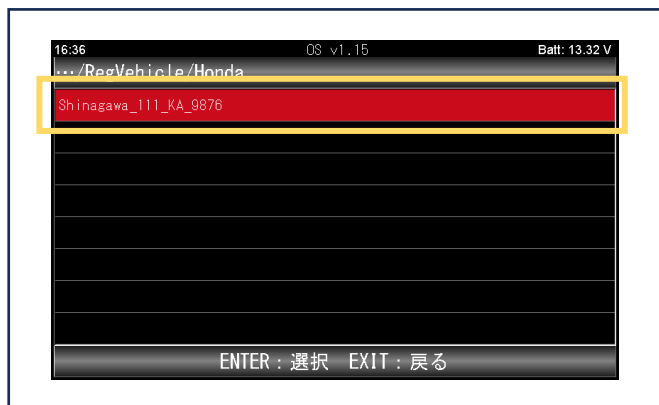 16:36 OS v1.15 Batt: 13.32 V
…/RegVehicle/Honda
Shinagawa_111_KA_9876
ENTER：選択 EXIT：戻る